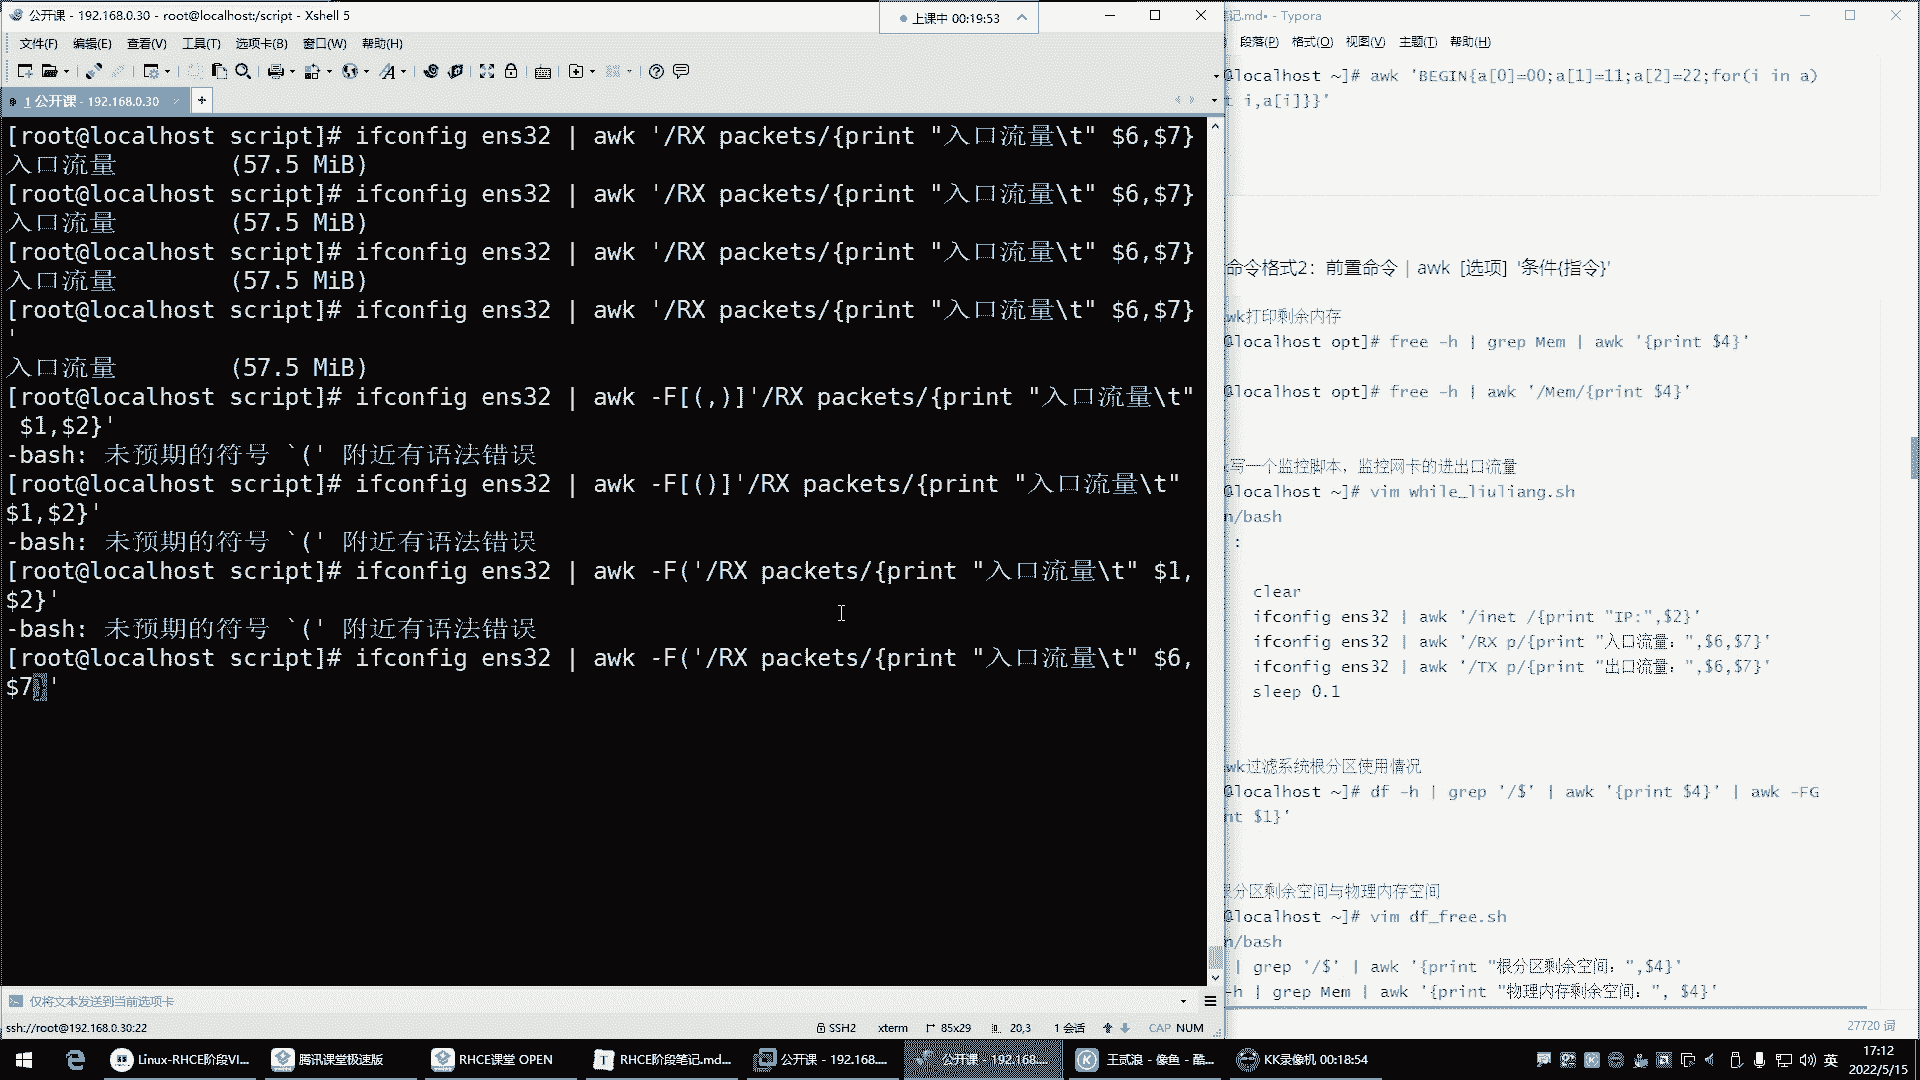 公开课 - 192.168.0.30 - root@localhost:/script - Xshell 5
上课中 00:19:53
文件(F) 编辑(E) 查看(V) 工具(T) 选项卡(B) 窗口(W) 帮助(H)
1 公开课 - 192.168.0.30
[root@localhost script]# ifconfig ens32 | awk '/RX packets/{print "入口流量\t" $6,$7}
入口流量 (57.5 MiB)
[root@localhost script]# ifconfig ens32 | awk '/RX packets/{print "入口流量\t" $6,$7}
入口流量 (57.5 MiB)
[root@localhost script]# ifconfig ens32 | awk '/RX packets/{print "入口流量\t" $6,$7}
入口流量 (57.5 MiB)
[root@localhost script]# ifconfig ens32 | awk '/RX packets/{print "入口流量\t" $6,$7}
'
入口流量 (57.5 MiB)
[root@localhost script]# ifconfig ens32 | awk -F[(,)]'/RX packets/{print "入口流量\t"
$1,$2}'
-bash: 未预期的符号 `(' 附近有语法错误
[root@localhost script]# ifconfig ens32 | awk -F[()]'/RX packets/{print "入口流量\t"
$1,$2}'
-bash: 未预期的符号 `(' 附近有语法错误
[root@localhost script]# ifconfig ens32 | awk -F('/RX packets/{print "入口流量\t" $1,
$2}'
-bash: 未预期的符号 `(' 附近有语法错误
[root@localhost script]# ifconfig ens32 | awk -F('/RX packets/{print "入口流量\t" $6,
$7}'
仅将文本发送到当前选项卡
ssh://root@192.168.0.30:22 SSH2 xterm 85x29 20,3 1 会话 CAP NUM
记.md• - Typora
段落(P) 格式(O) 视图(V) 主题(T) 帮助(H)
@localhost ~]# awk 'BEGIN{a[0]=00;a[1]=11;a[2]=22;for(i in a)
t i,a[i]}}'
命令格式2：前置命令 | awk [选项] '条件{指令}'
wk打印剩余内存
@localhost opt]# free -h | grep Mem | awk '{print $4}'
@localhost opt]# free -h | awk '/Mem/{print $4}'
写一个监控脚本，监控网卡的进出口流量
@localhost ~]# vim while_liuliang.sh
n/bash
:
clear
ifconfig ens32 | awk '/inet /{print "IP:",$2}'
ifconfig ens32 | awk '/RX p/{print "入口流量：",$6,$7}'
ifconfig ens32 | awk '/TX p/{print "出口流量：",$6,$7}'
sleep 0.1
wk过滤系统根分区使用情况
@localhost ~]# df -h | grep '/$' | awk '{print $4}' | awk -FG
nt $1}'
根分区剩余空间与物理内存空间
@localhost ~]# vim df_free.sh
n/bash
| grep '/$' | awk '{print "根分区剩余空间：",$4}'
-h | grep Mem | awk '{print "物理内存剩余空间：", $4}'
27720 词
Linux-RHCE阶段VI... 腾讯课堂极速版 RHCE课堂 OPEN RHCE阶段笔记.md... 公开课 - 192.168.... 公开课 - 192.168.... 王贰浪 - 像鱼 - 酷... KK录像机 00:18:54 英
17:12
2022/5/15